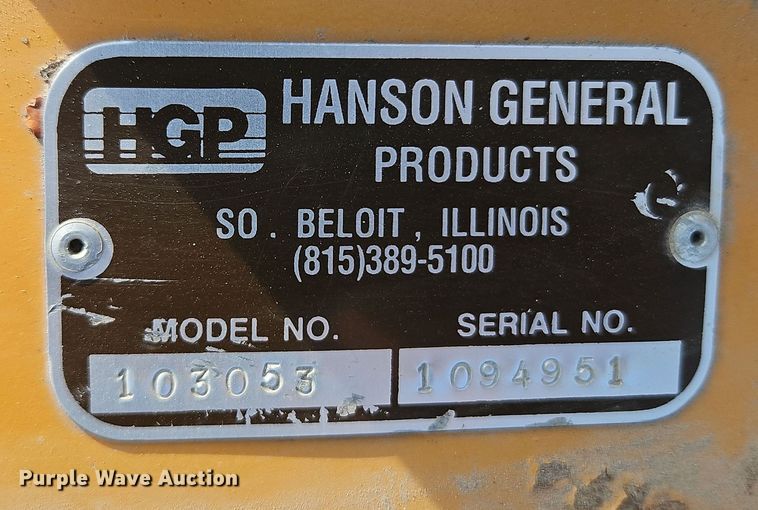 HGP
HANSON GENERAL
PRODUCTS
SO. BELOIT, ILLINOIS
(815)389-5100
MODEL NO. SERIAL NO.
103053 1094951
Purple Wave Auction